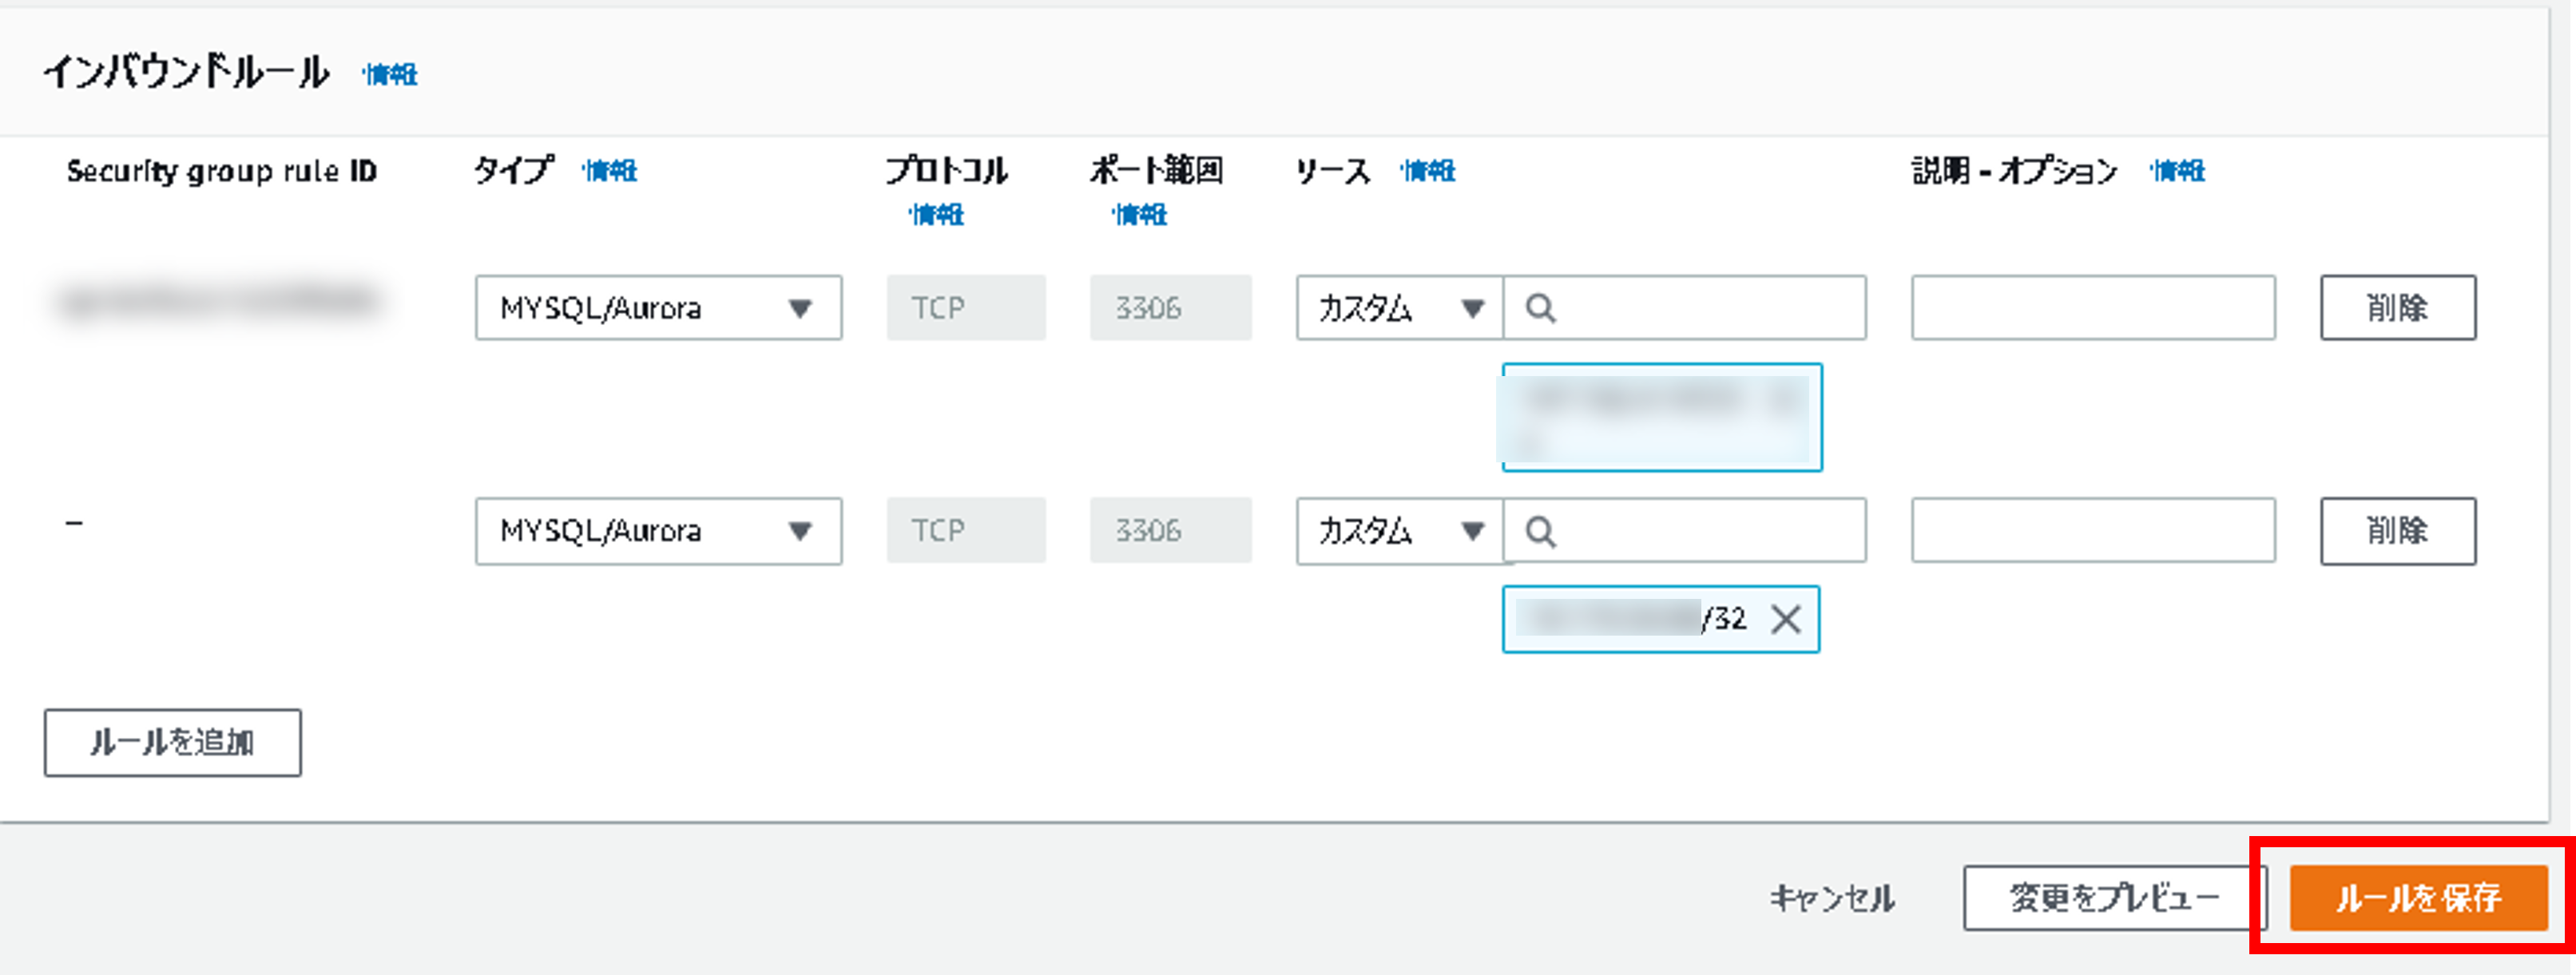 インバウンドルール 情報
Security group rule ID タイプ 情報 プロトコル 情報 ポート範囲 情報 リース 情報 説明 - オプション 情報
MYSQL/Aurora TCP 3306 カスタム 削除
– MYSQL/Aurora TCP 3306 カスタム 削除
/32
ルールを追加
キャンセル 変更をプレビュー ルールを保存